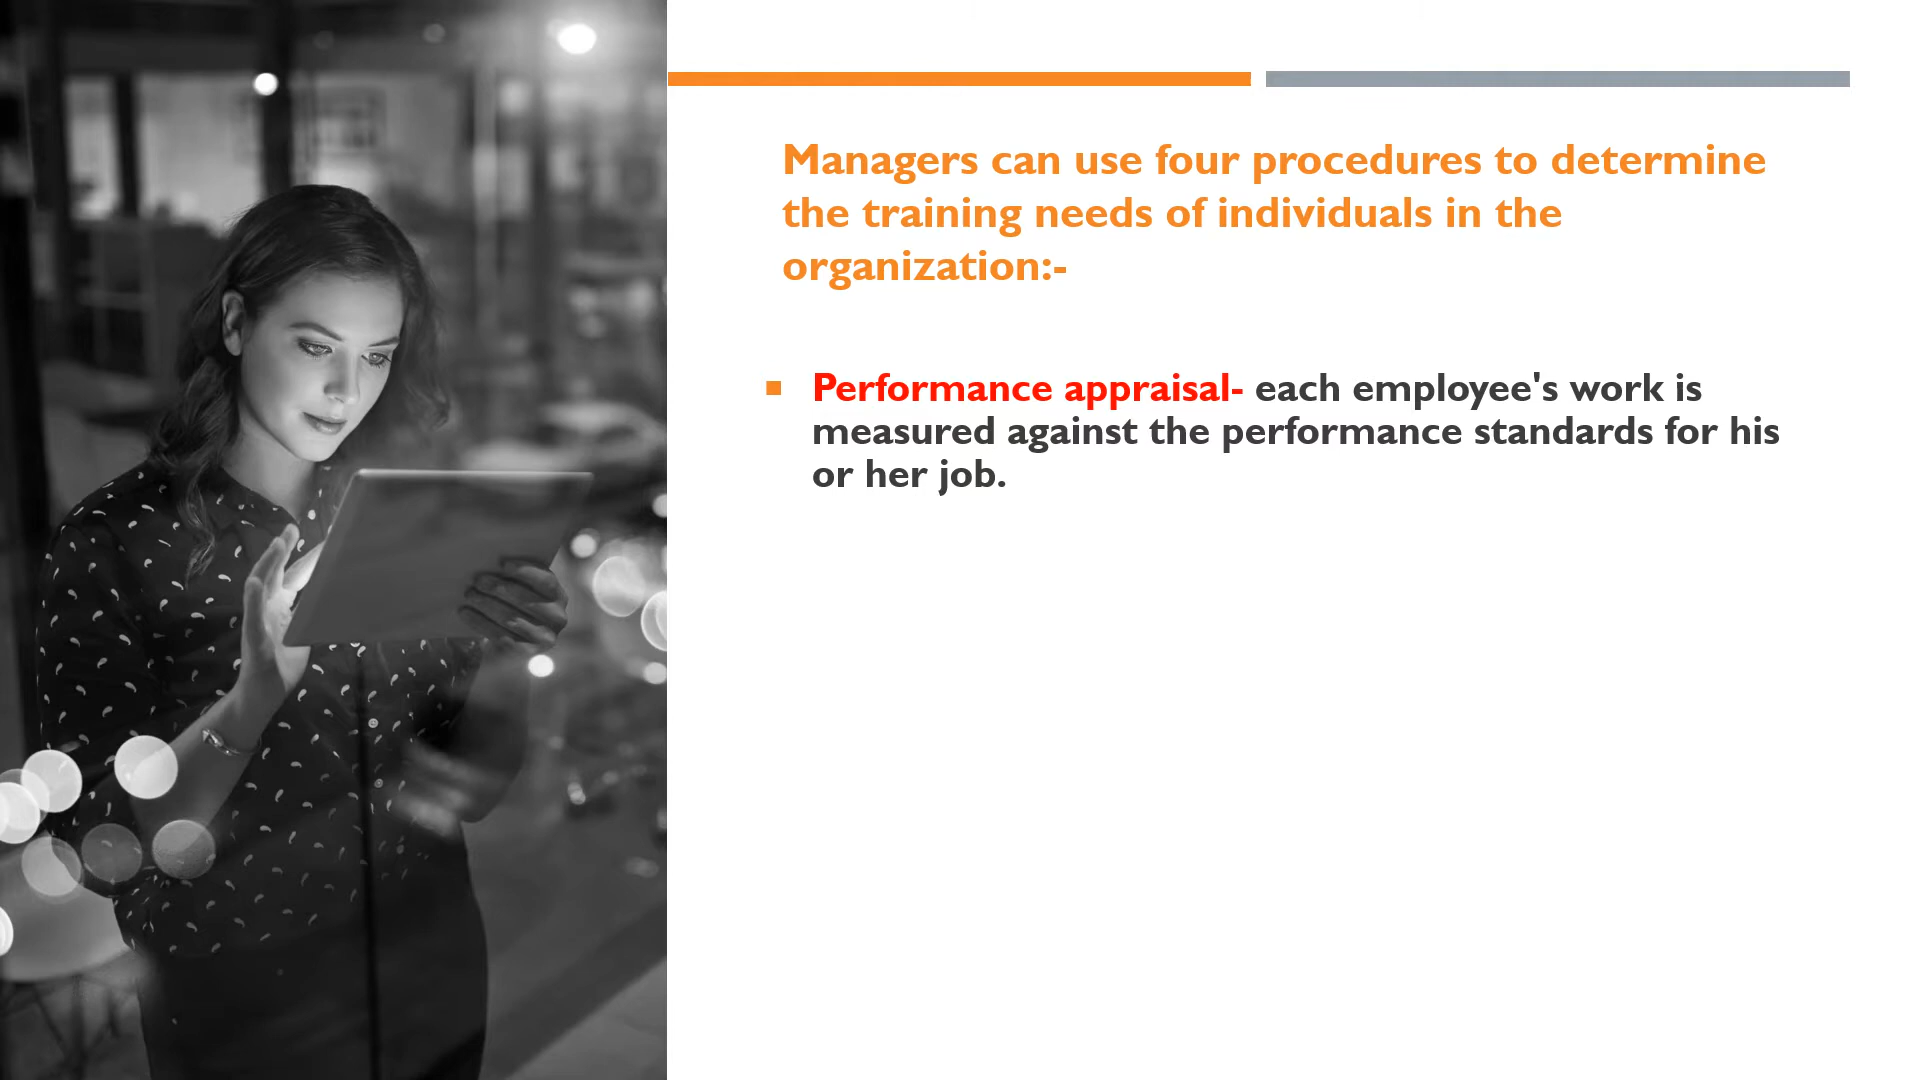 Managers can use four procedures to determine
the training needs of individuals in the
organization:-
Performance appraisal- each employee's work is
measured against the performance standards for his
or her job.